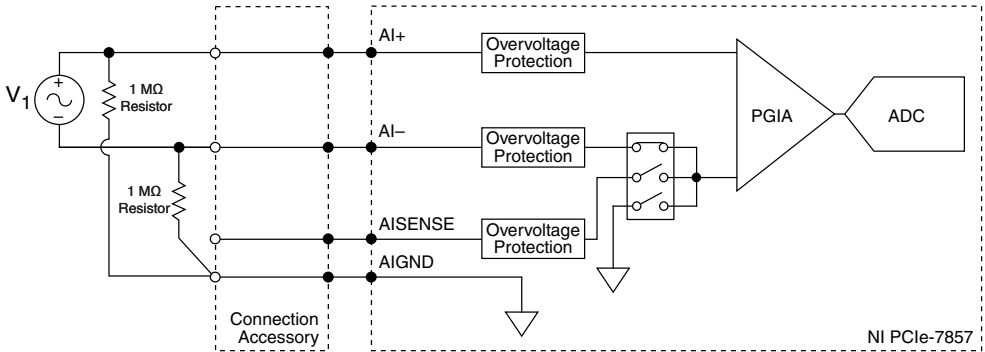 AI+
Overvoltage
Protection
+
V1
−
1 MΩ
Resistor
PGIA
ADC
AI–
Overvoltage
Protection
1 MΩ
Resistor
AISENSE
Overvoltage
Protection
AIGND
Connection
Accessory
NI PCIe-7857